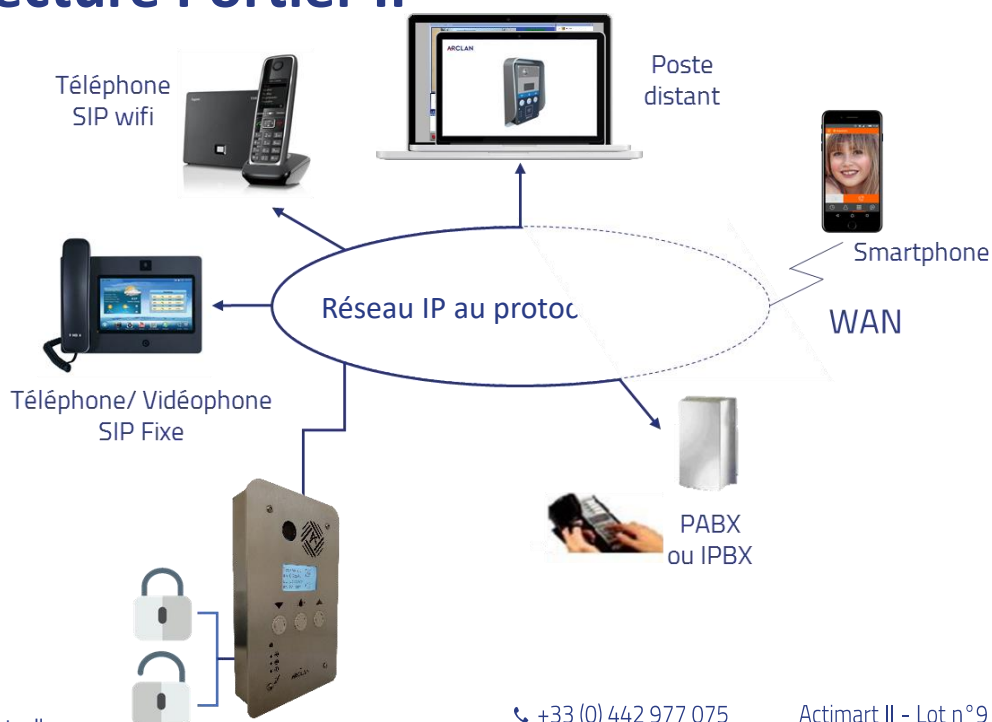 ARCLAN
Téléphone
SIP wifi
Poste
distant
Smartphone
Réseau IP au protoc
WAN
Téléphone/ Vidéophone
SIP Fixe
PABX
ou IPBX
ARCLAN
+33 (0) 442 977 075
Actimart II - Lot n°9